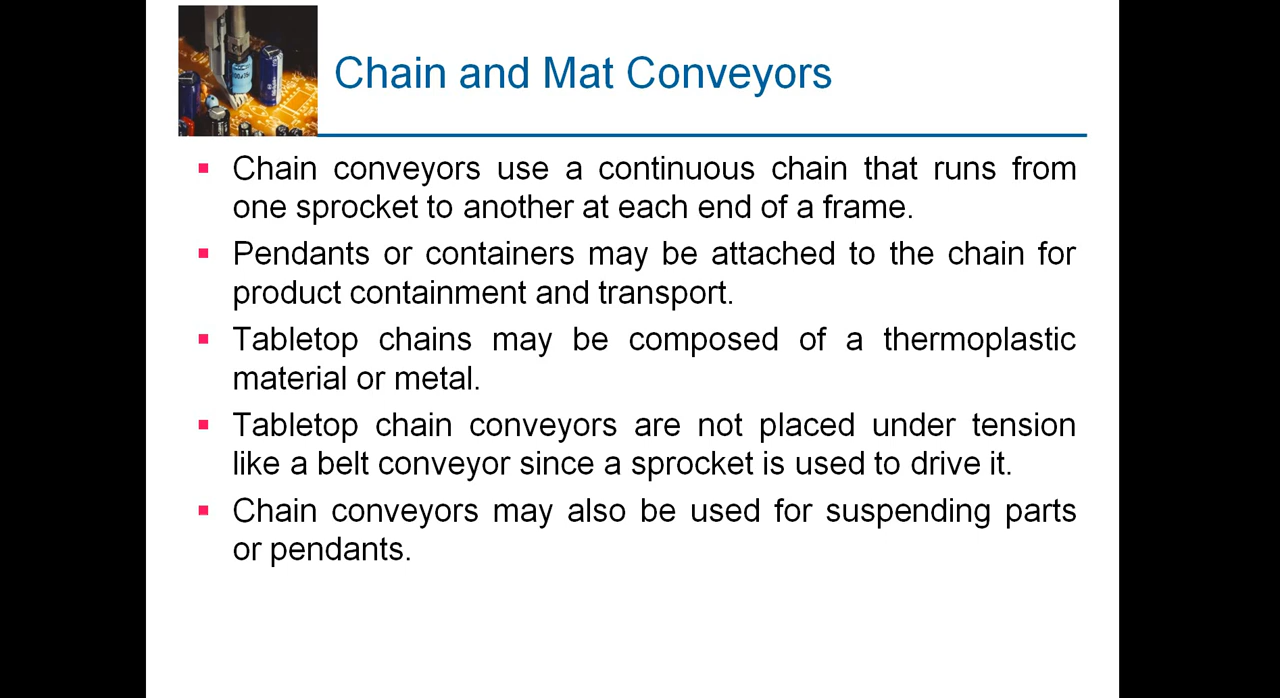 Chain and Mat Conveyors
Chain conveyors use a continuous chain that runs from
one sprocket to another at each end of a frame.
Pendants or containers may be attached to the chain for
product containment and transport.
Tabletop chains may be composed of a thermoplastic
material or metal.
Tabletop chain conveyors are not placed under tension
like a belt conveyor since a sprocket is used to drive it.
Chain conveyors may also be used for suspending parts
or pendants.